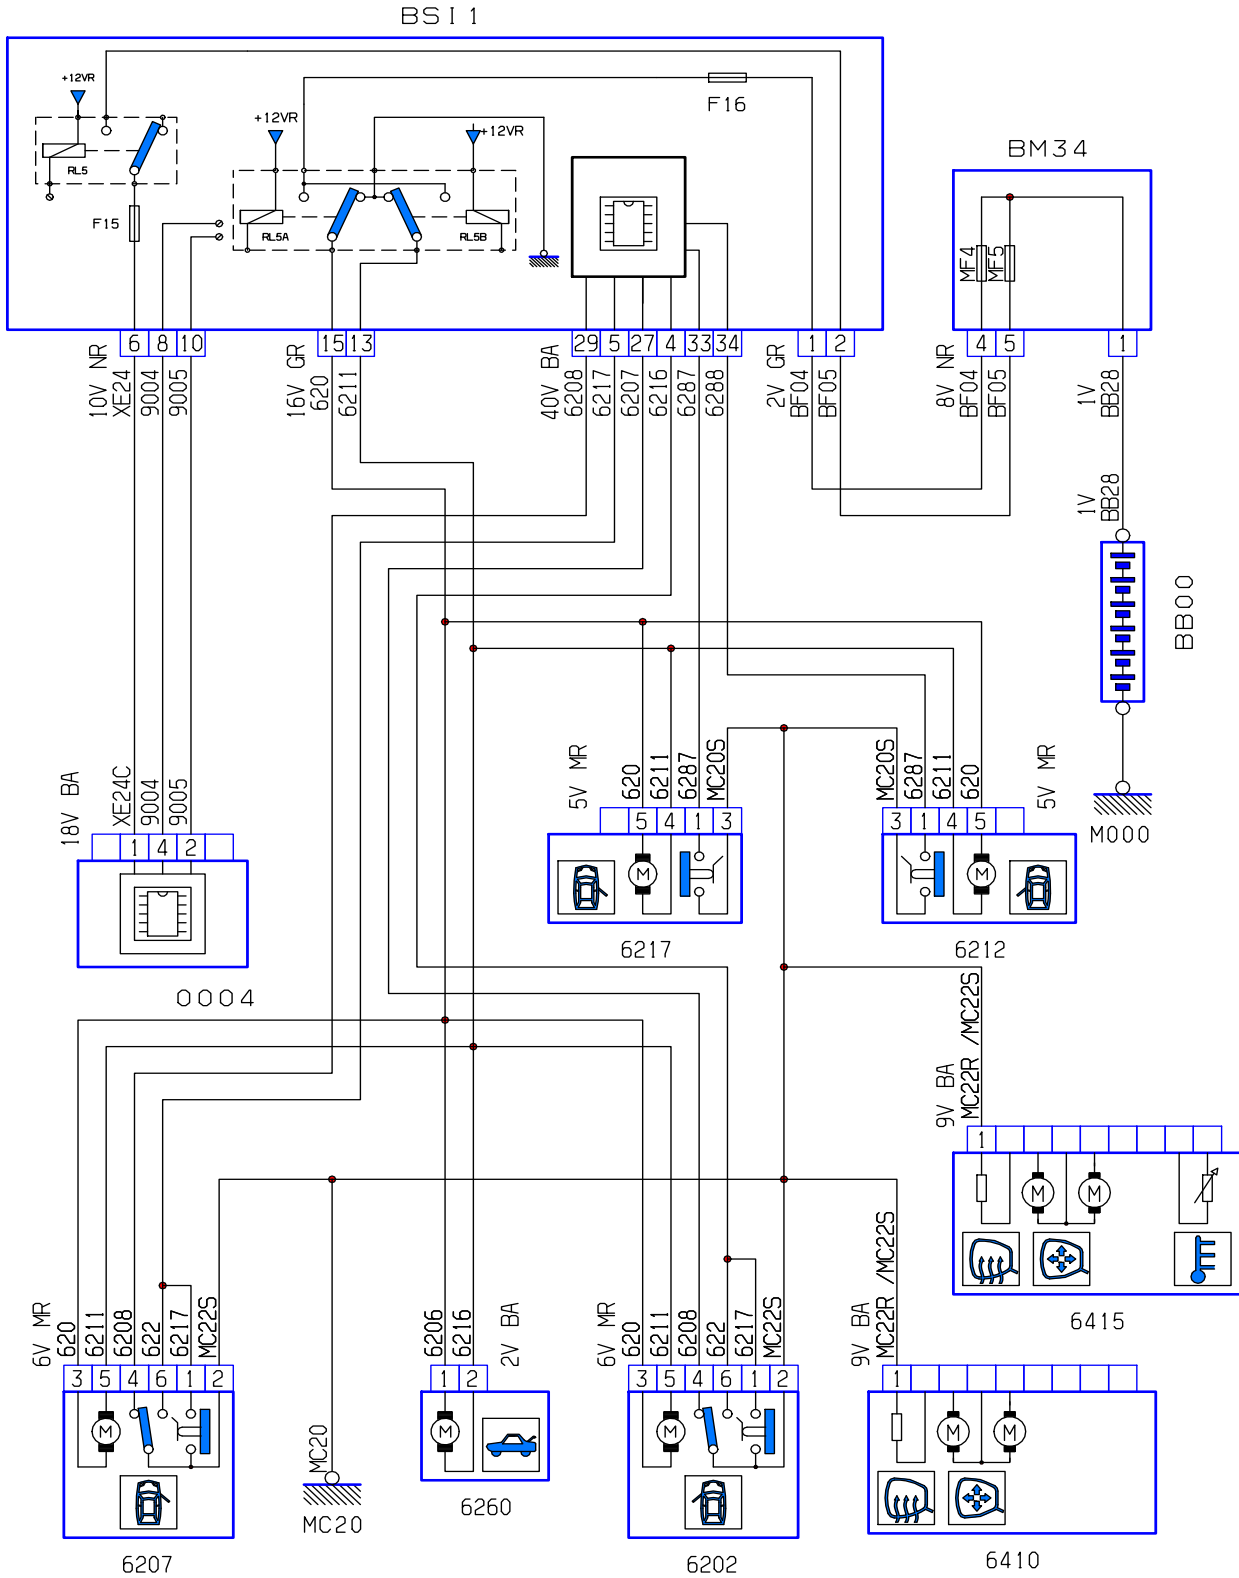 BSI1
+12VR
RL5
F15
+12VR
+12VR
RL5A
RL5B
F16
BM34
MF4
MF5
6
8
10
15
13
29
5
27
4
33
34
1
2
4
5
1
10V NR
XE24
9004
9005
16V GR
620
6211
40V BA
6208
6217
6207
6216
6287
6288
2V GR
BF04
BF05
8V NR
BF04
BF05
1V
BB28
1V
BB28
BB00
M000
18V BA
XE24C
9004
9005
1
4
2
0004
5V MR
620
6211
6287
MC20S
5
4
1
3
M
6217
MC20S
6287
6211
620
5V MR
3
1
4
5
M
6212
9V BA
MC22R /MC22S
1
M
M
6415
6V MR
620
6211
6208
622
6217
MC22S
3
5
4
6
1
2
M
6207
MC20
MC20
6206
6216
2V BA
1
2
M
6260
6V MR
620
6211
6208
622
6217
MC22S
3
5
4
6
1
2
M
6202
9V BA
MC22R /MC22S
1
M
M
6410